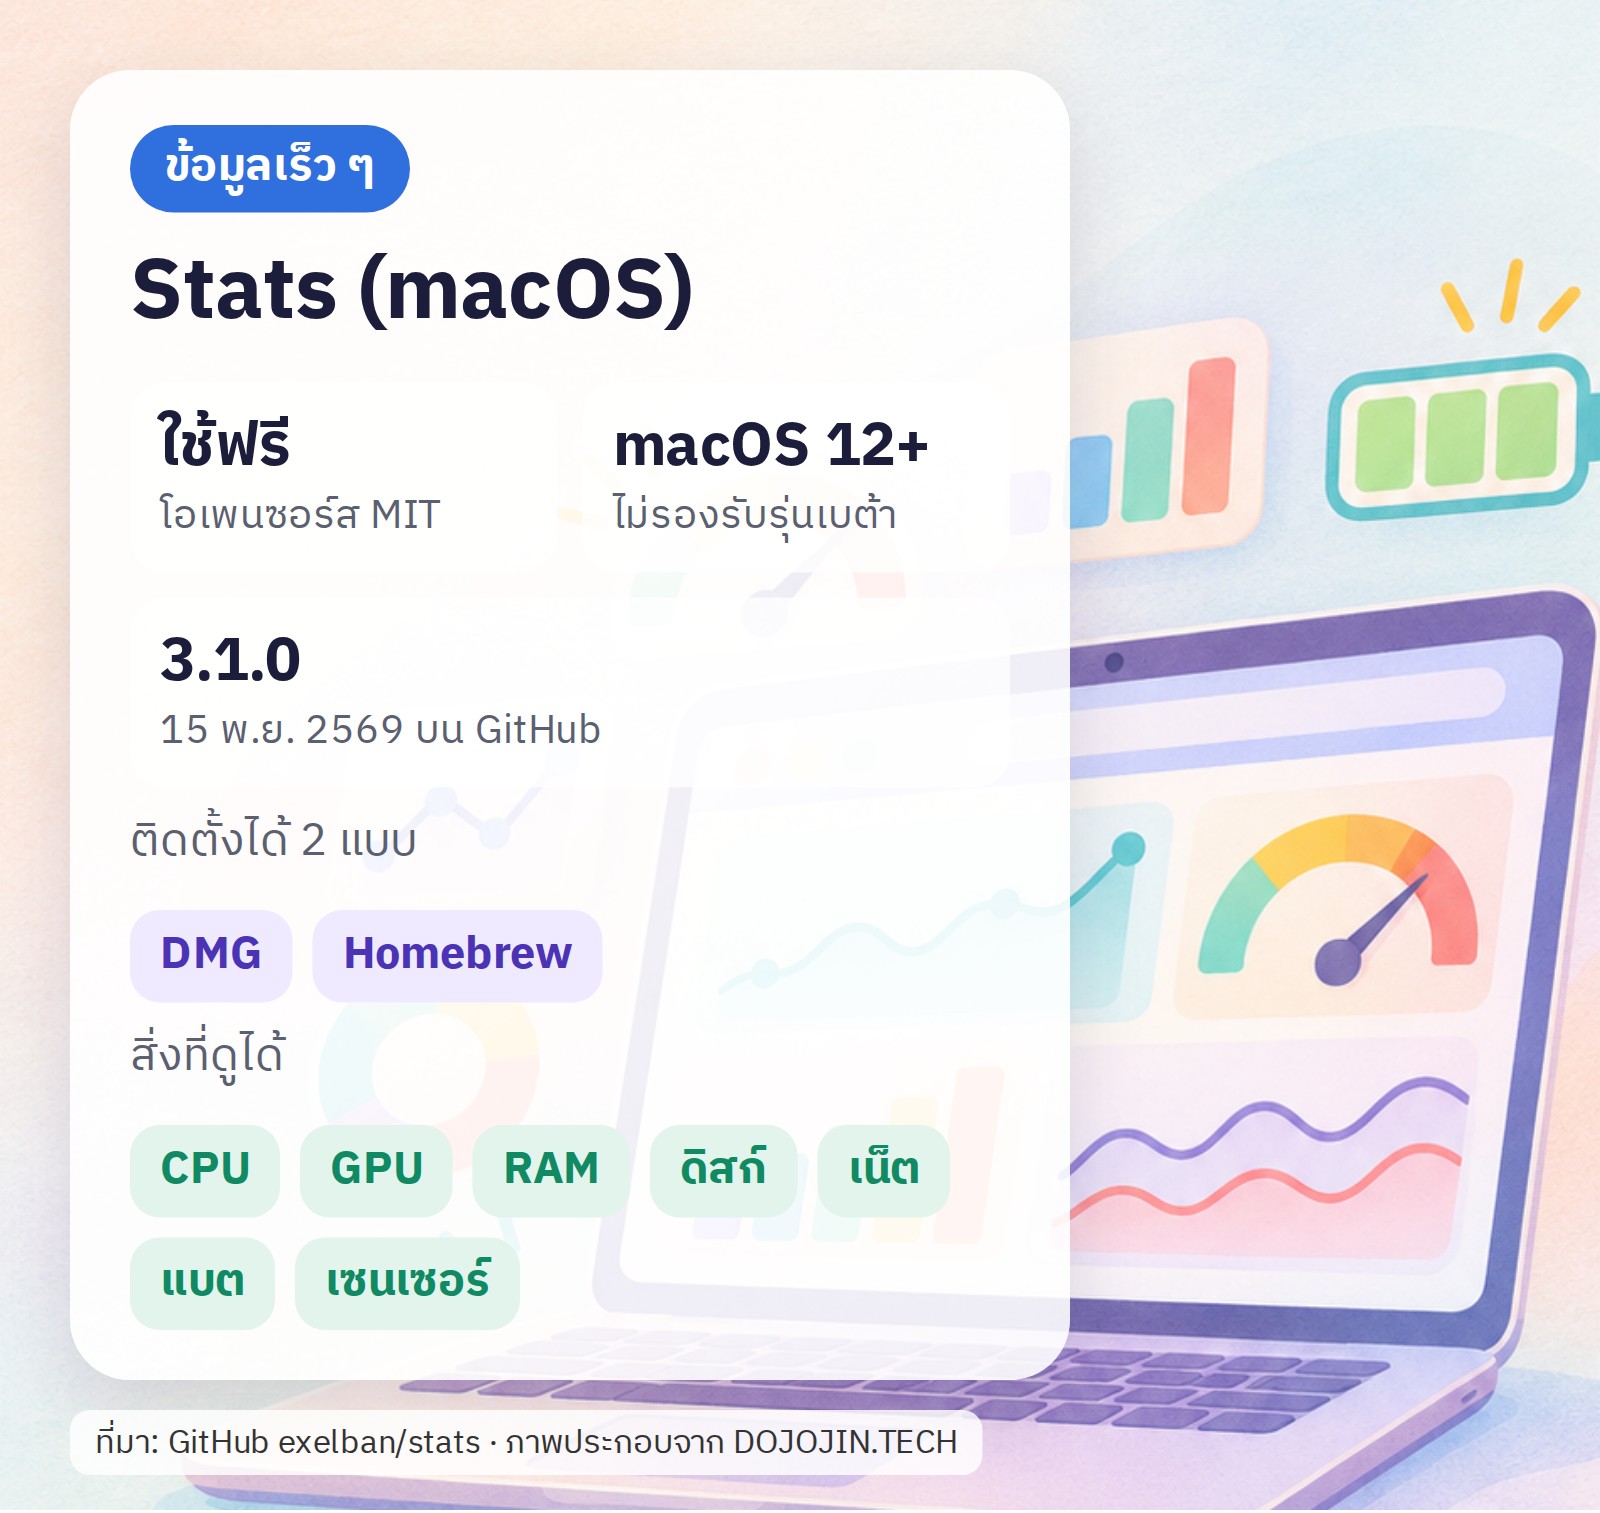 ข้อมูลเร็ว ๆ
Stats (macOS)
ใช้ฟรี
โอเพนซอร์ส MIT
macOS 12+
ไม่รองรับรุ่นเบต้า
3.1.0
15 พ.ย. 2569 บน GitHub
ติดตั้งได้ 2 แบบ
DMG Homebrew
สิ่งที่ดูได้
CPU GPU RAM ดิสก์ เน็ต
แบต เซนเซอร์
ที่มา: GitHub exelban/stats · ภาพประกอบจาก DOJOJIN.TECH